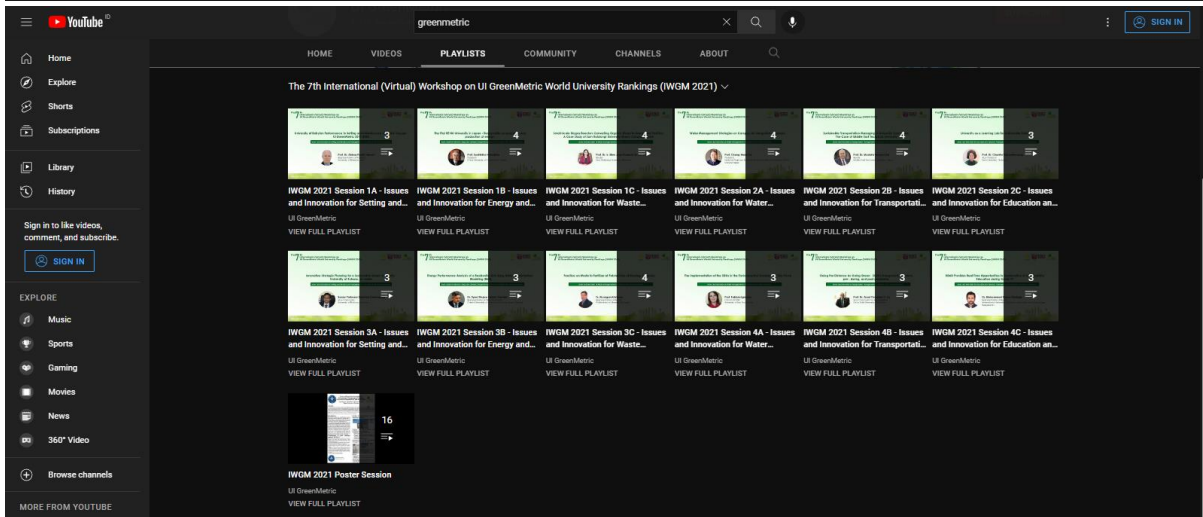 YouTube ID
greenmetric
SIGN IN
HOME VIDEOS PLAYLISTS COMMUNITY CHANNELS ABOUT
Home
Explore
Shorts
Subscriptions
Library
History
Sign in to like videos,
comment, and subscribe.
SIGN IN
EXPLORE
Music
Sports
Gaming
Movies
News
360° Video
Browse channels
MORE FROM YOUTUBE
The 7th International (Virtual) Workshop on UI GreenMetric World University Rankings (IWGM 2021)
3
IWGM 2021 Session 1A - Issues
and Innovation for Setting and...
UI GreenMetric
VIEW FULL PLAYLIST
4
IWGM 2021 Session 1B - Issues
and Innovation for Energy and...
UI GreenMetric
VIEW FULL PLAYLIST
4
IWGM 2021 Session 1C - Issues
and Innovation for Waste...
UI GreenMetric
VIEW FULL PLAYLIST
4
IWGM 2021 Session 2A - Issues
and Innovation for Water...
UI GreenMetric
VIEW FULL PLAYLIST
4
IWGM 2021 Session 2B - Issues
and Innovation for Transportati...
UI GreenMetric
VIEW FULL PLAYLIST
3
IWGM 2021 Session 2C - Issues
and Innovation for Education an...
UI GreenMetric
VIEW FULL PLAYLIST
3
IWGM 2021 Session 3A - Issues
and Innovation for Setting and...
UI GreenMetric
VIEW FULL PLAYLIST
3
IWGM 2021 Session 3B - Issues
and Innovation for Energy and...
UI GreenMetric
VIEW FULL PLAYLIST
4
IWGM 2021 Session 3C - Issues
and Innovation for Waste...
UI GreenMetric
VIEW FULL PLAYLIST
3
IWGM 2021 Session 4A - Issues
and Innovation for Water...
UI GreenMetric
VIEW FULL PLAYLIST
3
IWGM 2021 Session 4B - Issues
and Innovation for Transportati...
UI GreenMetric
VIEW FULL PLAYLIST
3
IWGM 2021 Session 4C - Issues
and Innovation for Education an...
UI GreenMetric
VIEW FULL PLAYLIST
16
IWGM 2021 Poster Session
UI GreenMetric
VIEW FULL PLAYLIST